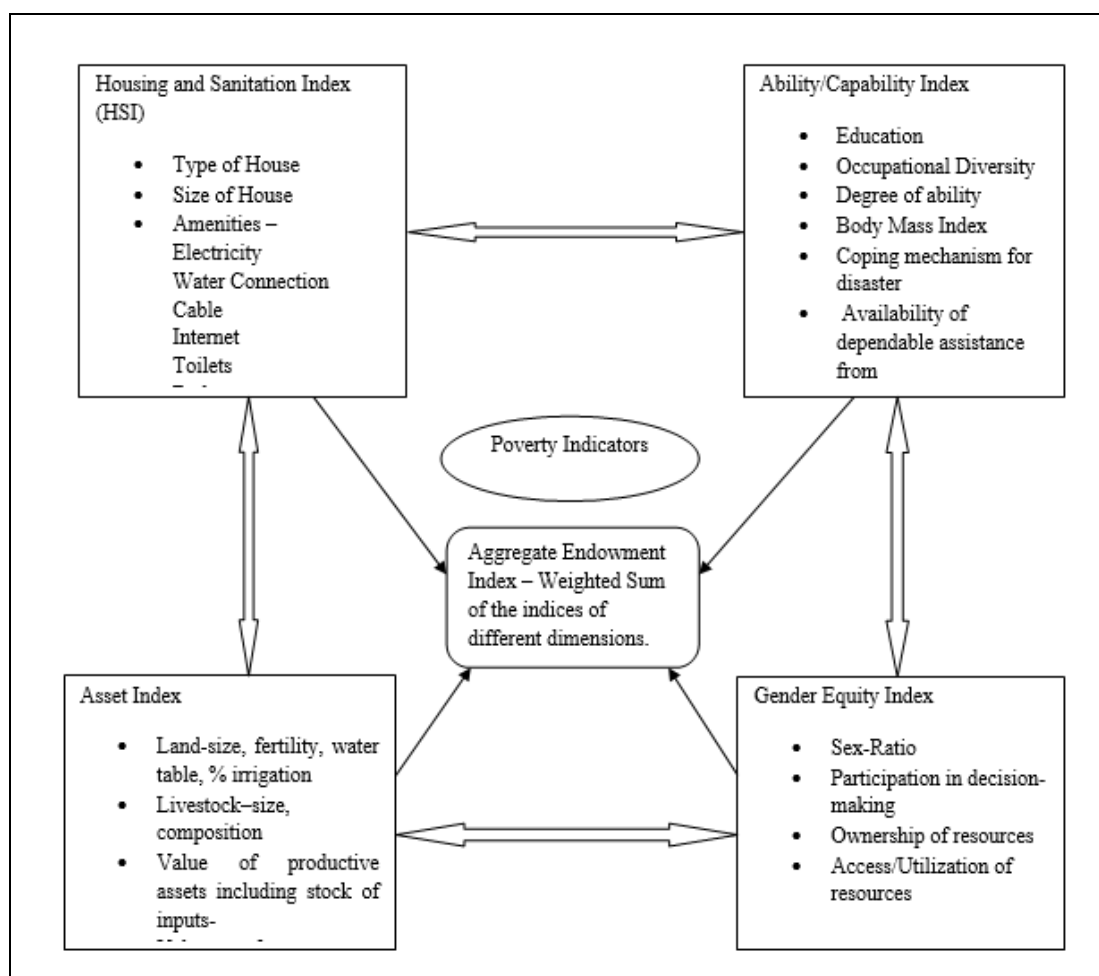 Housing and Sanitation Index
(HSI)
• Type of House
• Size of House
• Amenities –
Electricity
Water Connection
Cable
Internet
Toilets
Ability/Capability Index
• Education
• Occupational Diversity
• Degree of ability
• Body Mass Index
• Coping mechanism for
disaster
• Availability of
dependable assistance
from
Poverty Indicators
Aggregate Endowment
Index – Weighted Sum
of the indices of
different dimensions.
Asset Index
• Land-size, fertility, water
table, % irrigation
• Livestock–size,
composition
• Value of productive
assets including stock of
inputs-
Gender Equity Index
• Sex-Ratio
• Participation in decision-
making
• Ownership of resources
• Access/Utilization of
resources